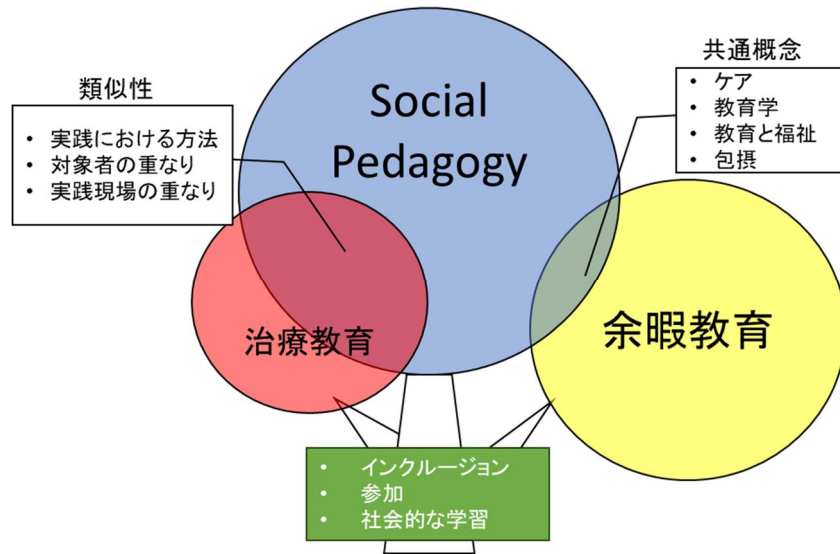 類似性
• 実践における方法
• 対象者の重なり
• 実践現場の重なり
Social
Pedagogy
共通概念
• ケア
• 教育学
• 教育と福祉
• 包摂
治療教育
余暇教育
• インクルージョン
• 参加
• 社会的な学習